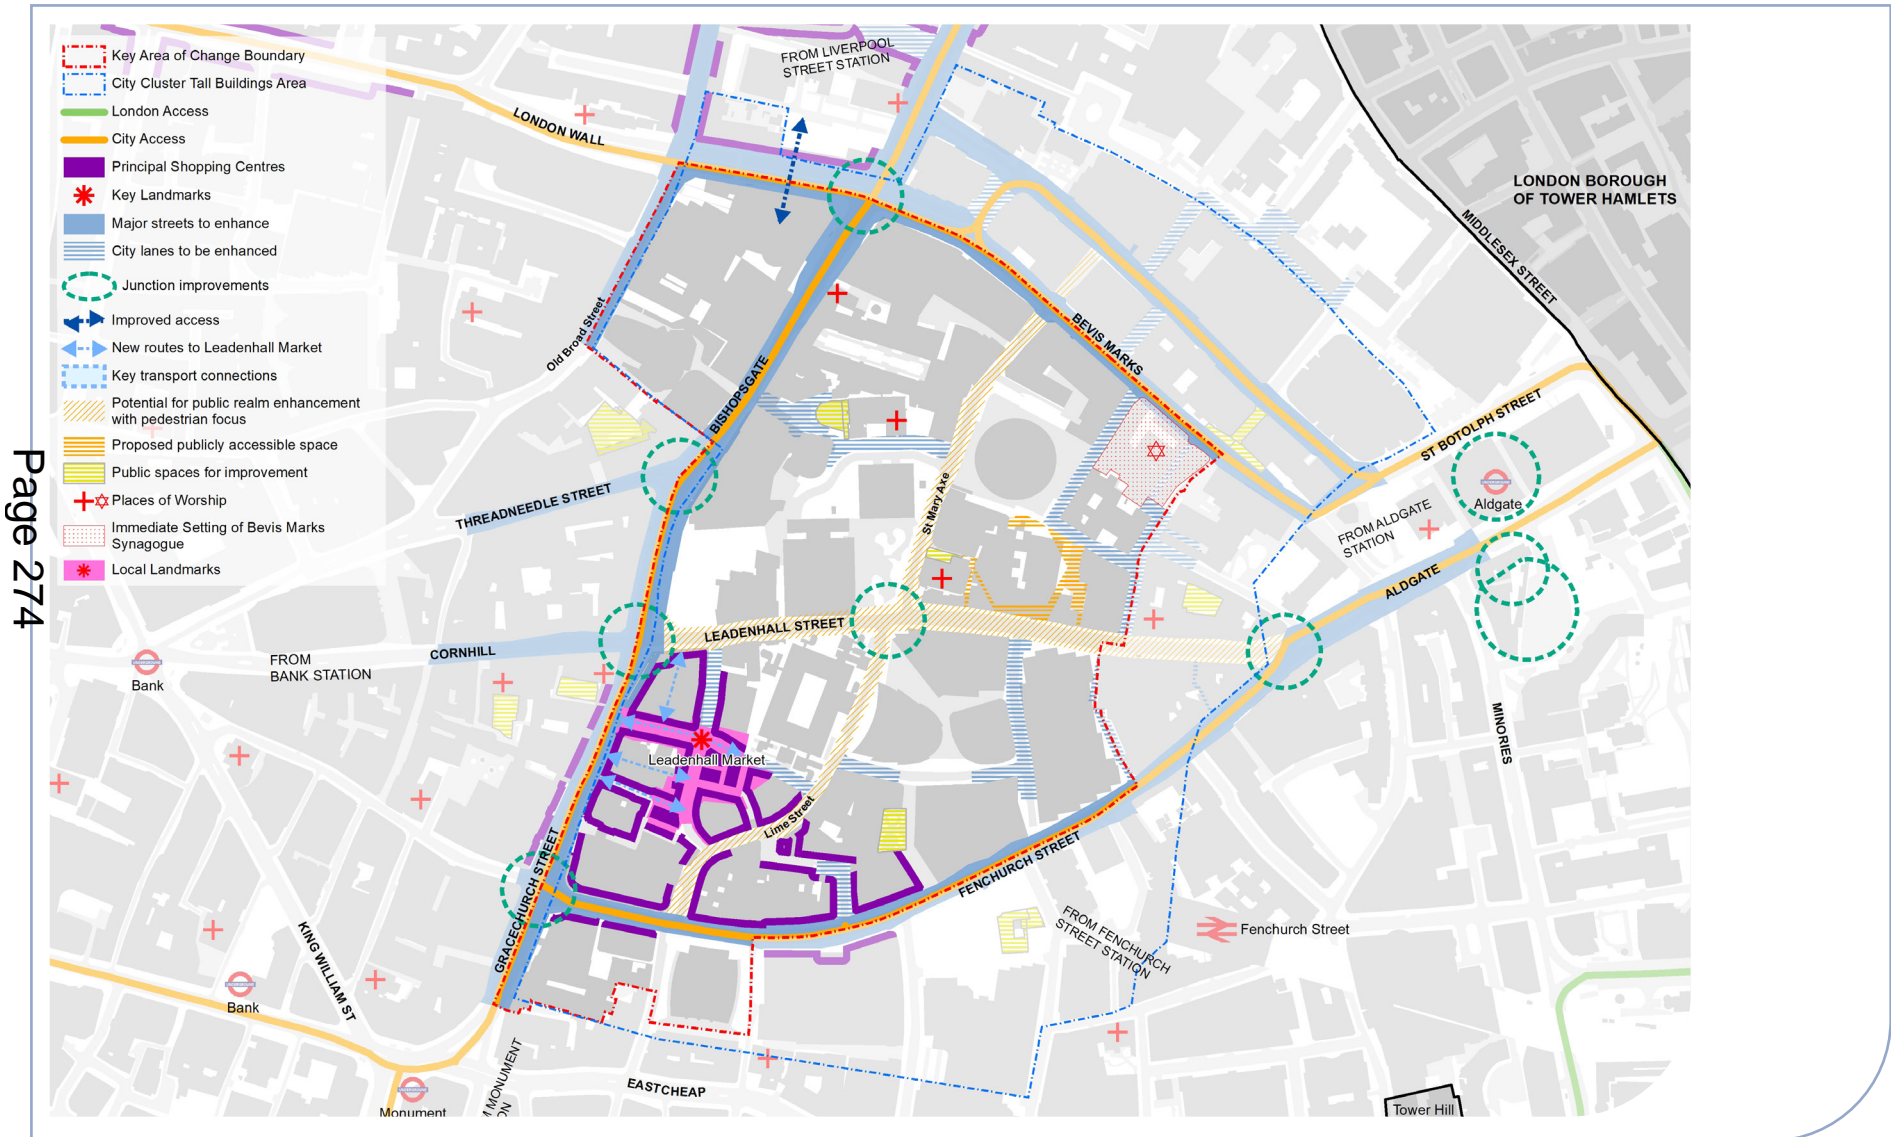 Page 2774
Key Area of Change Boundary
City Cluster Tall Buildings Area
London Access
City Access
Principal Shopping Centres
Key Landmarks
Major streets to enhance
City lanes to be enhanced
Junction improvements
Improved access
New routes to Leadenhall Market
Key transport connections
Potential for public realm enhancement
with pedestrian focus
Proposed publicly accessible space
Public spaces for improvement
Places of Worship
Immediate Setting of Bevis Marks
Synagogue
Local Landmarks
FROM LIVERPOOL
STREET STATION
LONDON WALL
LONDON BOROUGH
OF TOWER HAMLETS
MIDDLESEX STREET
Old Broad Street
BISHOPSGATE
BEVIS MARKS
ST BOTOLPH STREET
THREADNEEDLE STREET
St Mary Axe
FROM ALDGATE
STATION
Aldgate
ALDGATE
LEADENHALL STREET
CORNHILL
FROM
BANK STATION
Bank
MINORIES
Leadenhall Market
Lime Street
GRACECHURCH STREET
FENCHURCH STREET
FROM FENCHURCH
STREET STATION
Fenchurch Street
KING WILLIAM ST
Bank
M MONUMENT
ON
EASTCHEAP
Monument
Tower Hill